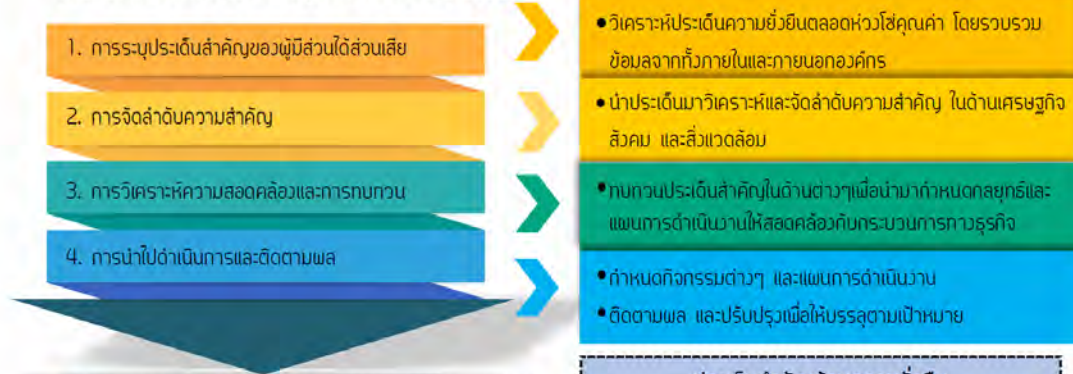 1. การระบุประเด็นสำคัญของผู้มีส่วนได้ส่วนเสีย
•วิเคราะห์ประเด็นความยั่งยืนตลอดห่วงโซ่คุณค่า โดยรวบรวม
ข้อมูลจากทั้งภายในและภายนอกองค์กร
2. การจัดลำดับความสำคัญ
•นำประเด็นมาวิเคราะห์และจัดลำดับความสำคัญ ในด้านเศรษฐกิจ
สังคม และสิ่งแวดล้อม
3. การวิเคราะห์ความสอดคล้องและการทบทวน
•ทบทวนประเด็นสำคัญในด้านต่างๆเพื่อนำมากำหนดกลยุทธ์และ
แผนการดำเนินงานให้สอดคล้องกับกระบวนการทางธุรกิจ
4. การนำไปดำเนินการและติดตามผล
•กำหนดกิจกรรมต่างๆ และแผนการดำเนินงาน
•ติดตามผล และปรับปรุงเพื่อให้บรรลุตามเป้าหมาย